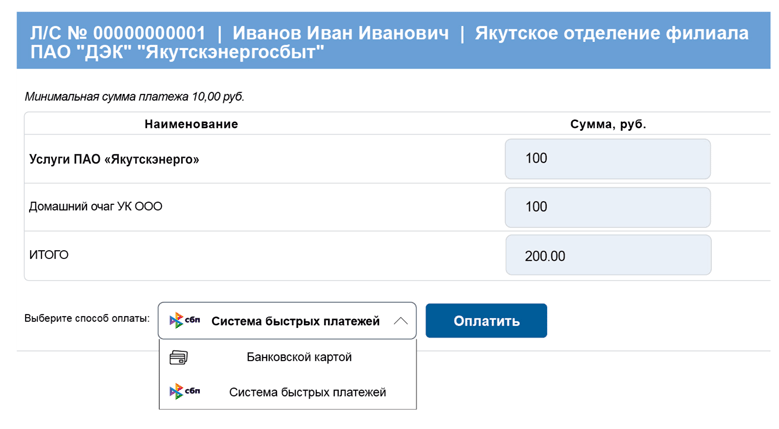 Л/С № 00000000001 | Иванов Иван Иванович | Якутское отделение филиала
ПАО "ДЭК" "Якутскэнергосбыт"
Минимальная сумма платежа 10,00 руб.
Наименование Сумма, руб.
Услуги ПАО «Якутскэнерго» 100
Домашний очаг УК ООО 100
ИТОГО 200.00
Выберите способ оплаты: сбп Система быстрых платежей Оплатить
Банковской картой
сбп Система быстрых платежей